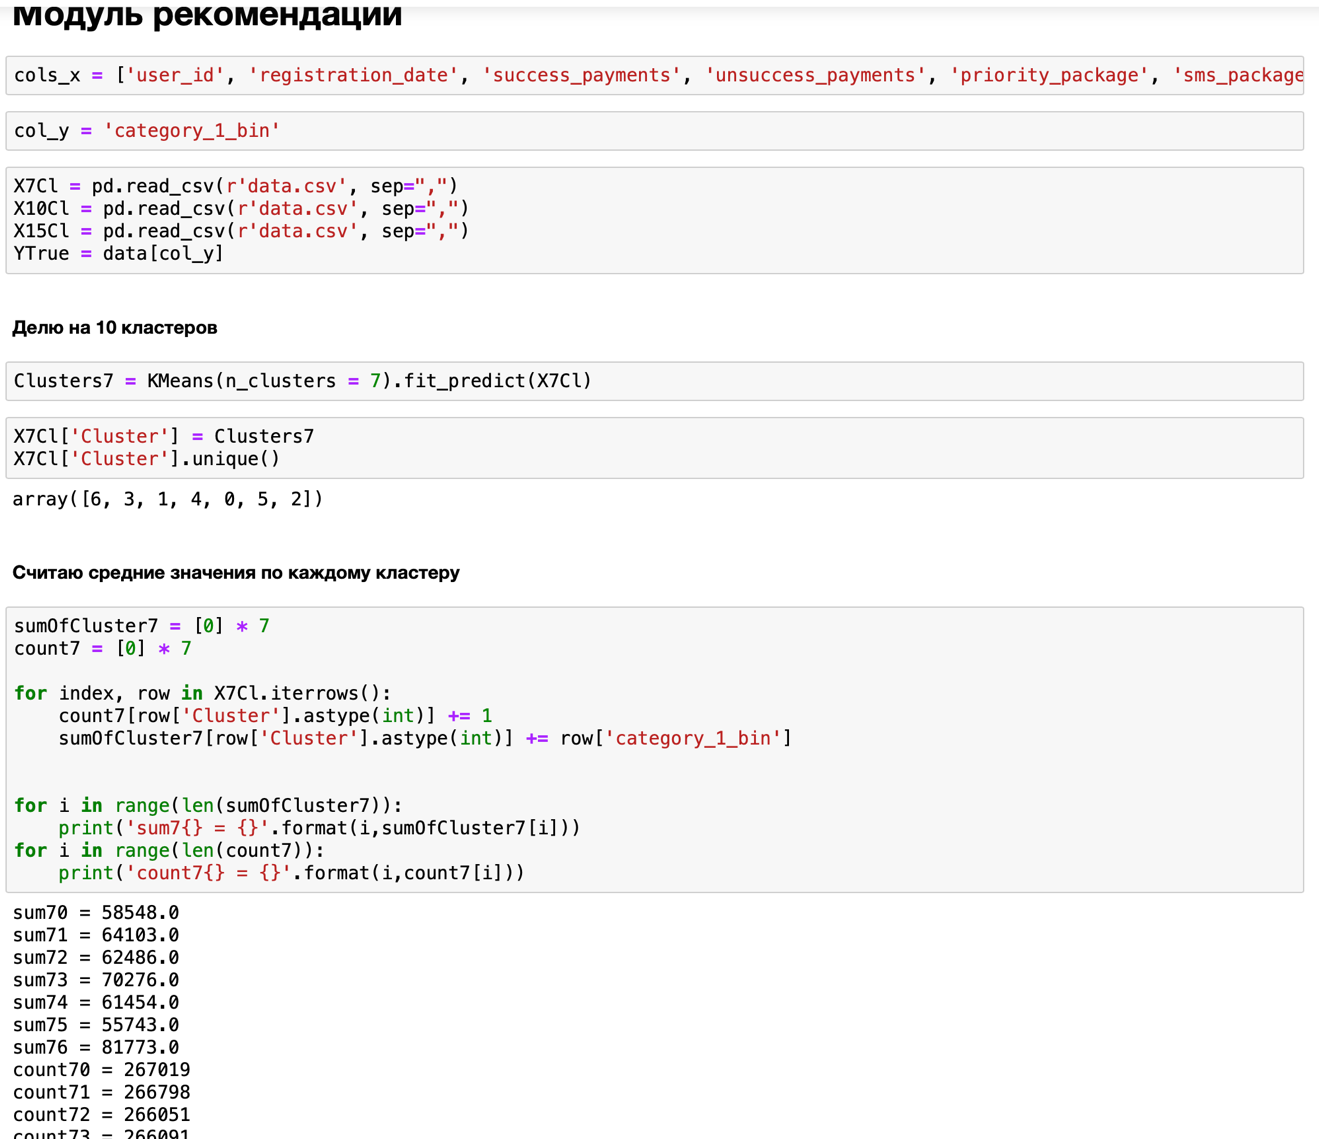 Модуль рекомендации
cols_x = ['user_id', 'registration_date', 'success_payments', 'unsuccess_payments', 'priority_package', 'sms_package
col_y = 'category_1_bin'
X7Cl = pd.read_csv(r'data.csv', sep=",")
X10Cl = pd.read_csv(r'data.csv', sep=",")
X15Cl = pd.read_csv(r'data.csv', sep=",")
YTrue = data[col_y]
Делю на 10 кластеров
Clusters7 = KMeans(n_clusters = 7).fit_predict(X7Cl)
X7Cl['Cluster'] = Clusters7
X7Cl['Cluster'].unique()
array([6, 3, 1, 4, 0, 5, 2])
Считаю средние значения по каждому кластеру
sumOfCluster7 = [0] * 7
count7 = [0] * 7
for index, row in X7Cl.iterrows():
    count7[row['Cluster'].astype(int)] += 1
    sumOfCluster7[row['Cluster'].astype(int)] += row['category_1_bin']
for i in range(len(sumOfCluster7)):
    print('sum7{} = {}'.format(i,sumOfCluster7[i]))
for i in range(len(count7)):
    print('count7{} = {}'.format(i,count7[i]))
sum70 = 58548.0
sum71 = 64103.0
sum72 = 62486.0
sum73 = 70276.0
sum74 = 61454.0
sum75 = 55743.0
sum76 = 81773.0
count70 = 267019
count71 = 266798
count72 = 266051
count73 = 266091